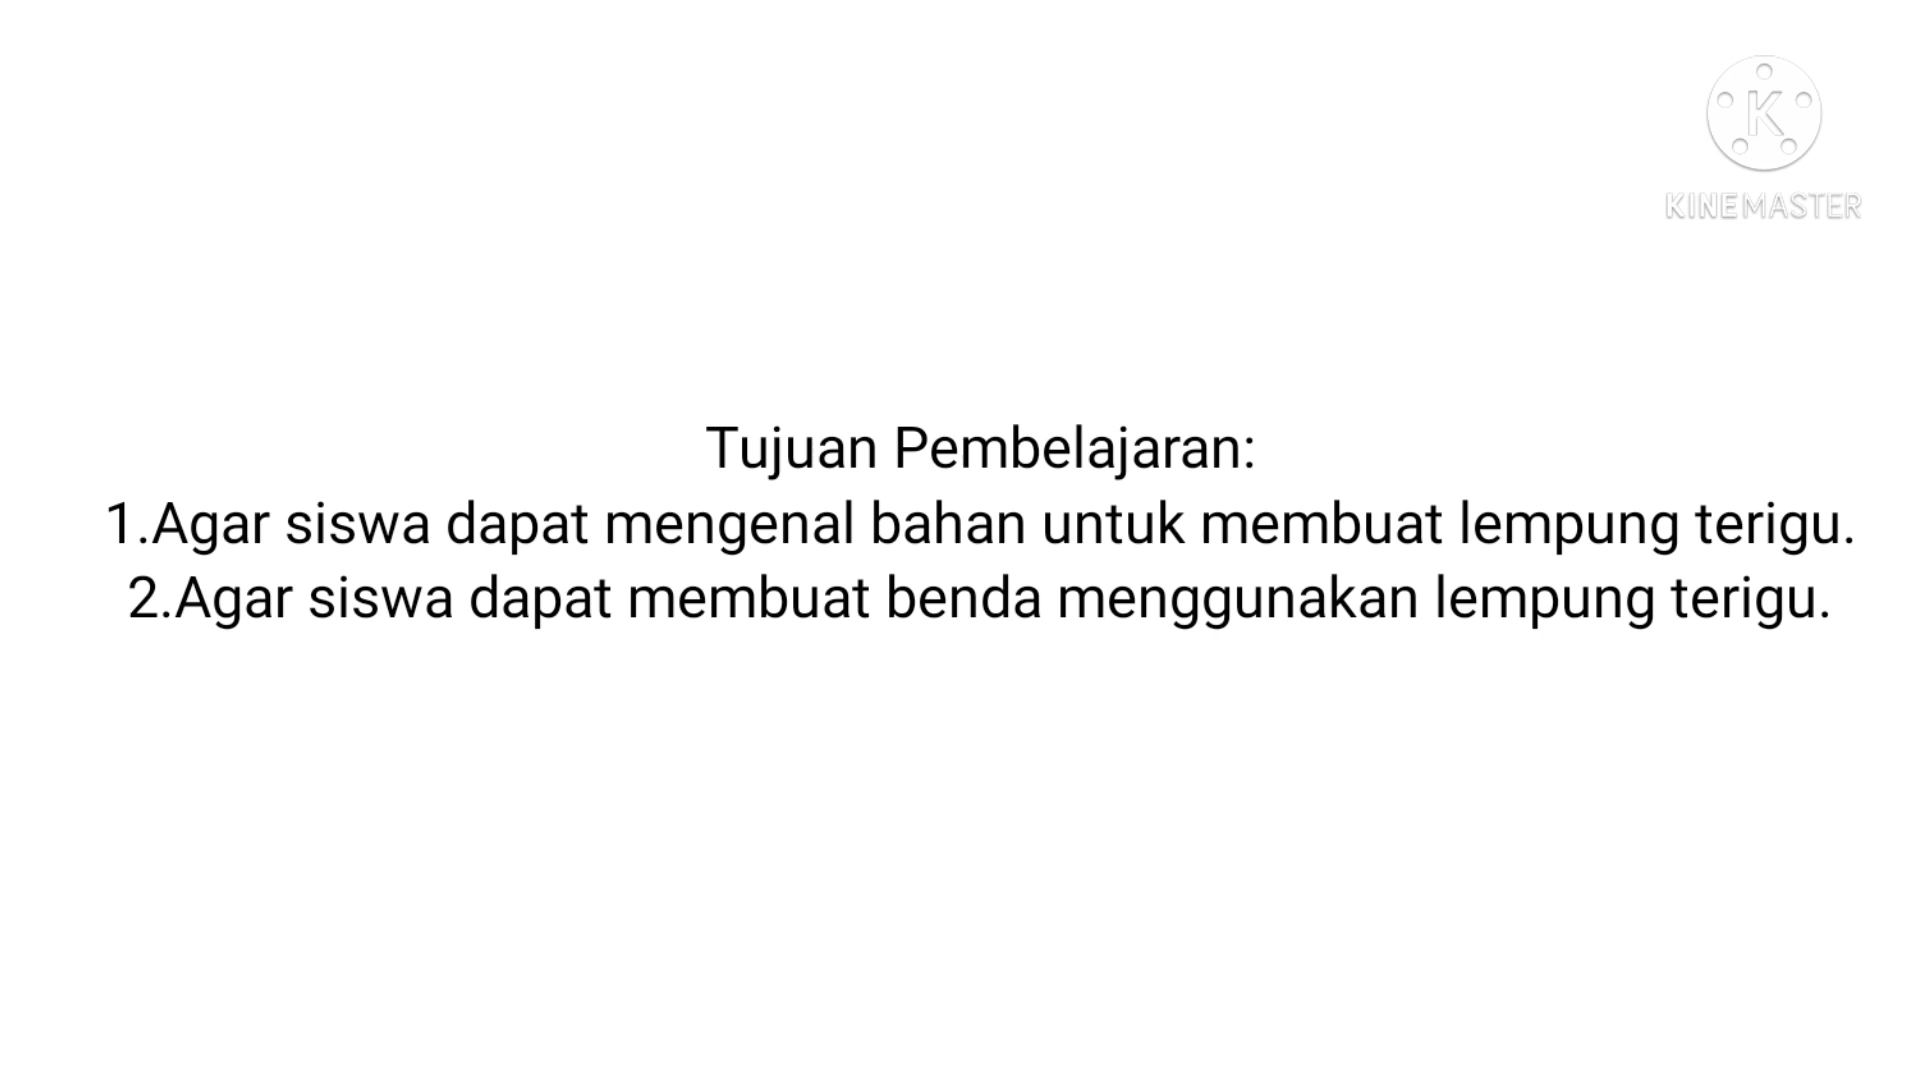 K
KINEMASTER
Tujuan Pembelajaran:
1.Agar siswa dapat mengenal bahan untuk membuat lempung terigu.
2.Agar siswa dapat membuat benda menggunakan lempung terigu.